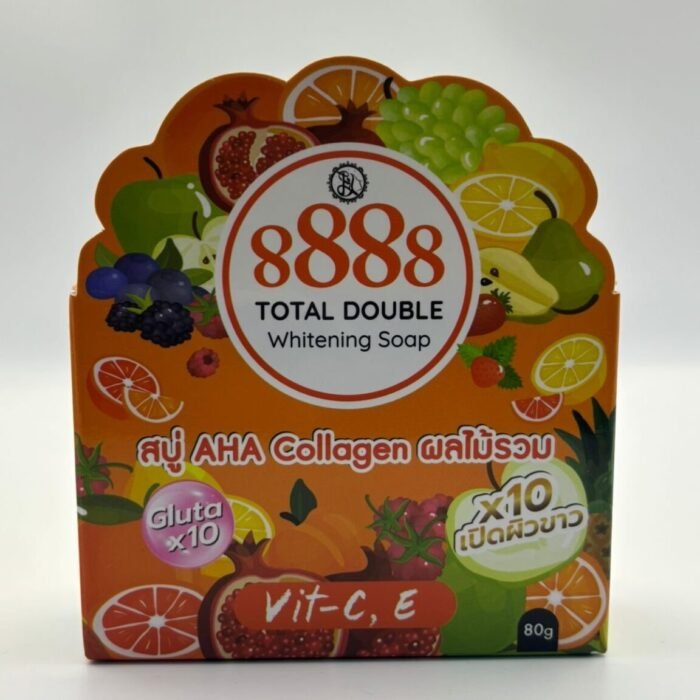 8888
TOTAL DOUBLE
Whitening Soap
สบู่ AHA Collagen ผลไม้รวม
Gluta
x10
x10
เปิดผิวขาว
Vit-C, E
80g